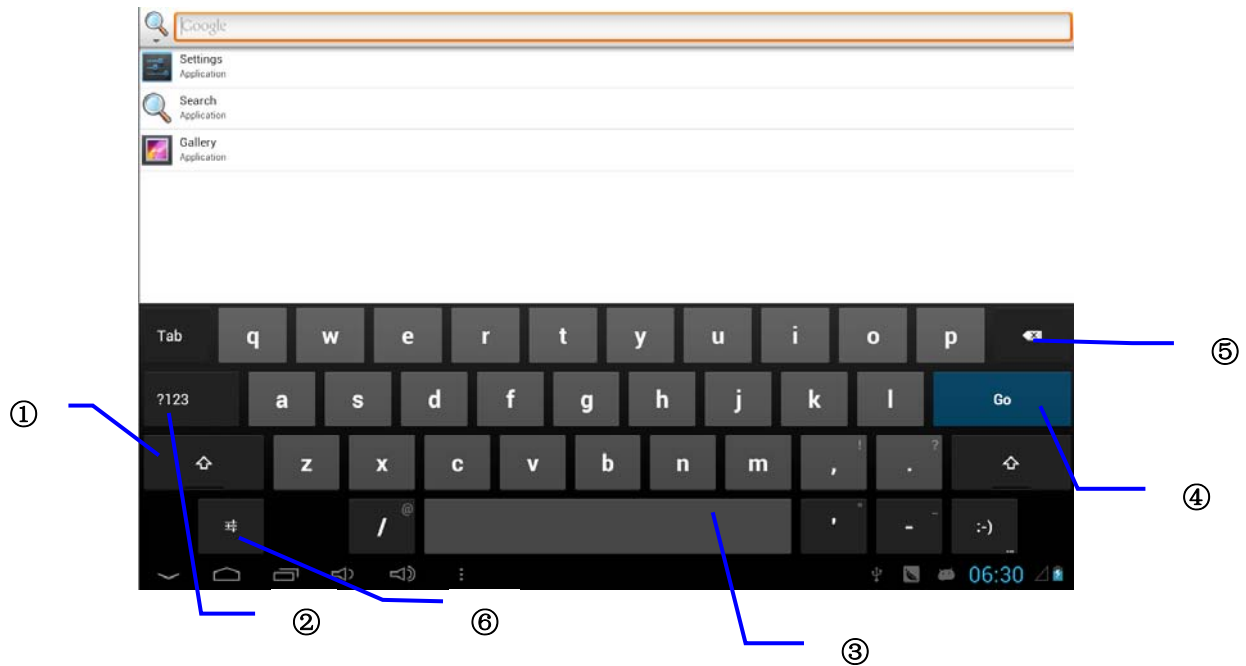 Google
Settings
Application
Search
Application
Gallery
Application
Tab q w e r t y u i o p
⑤
?123 a s d f g h j k l Go
①
z x c v b n m , ! . ?
④
/ @ ' * - _ :-) ...
06:30
② ⑥
③